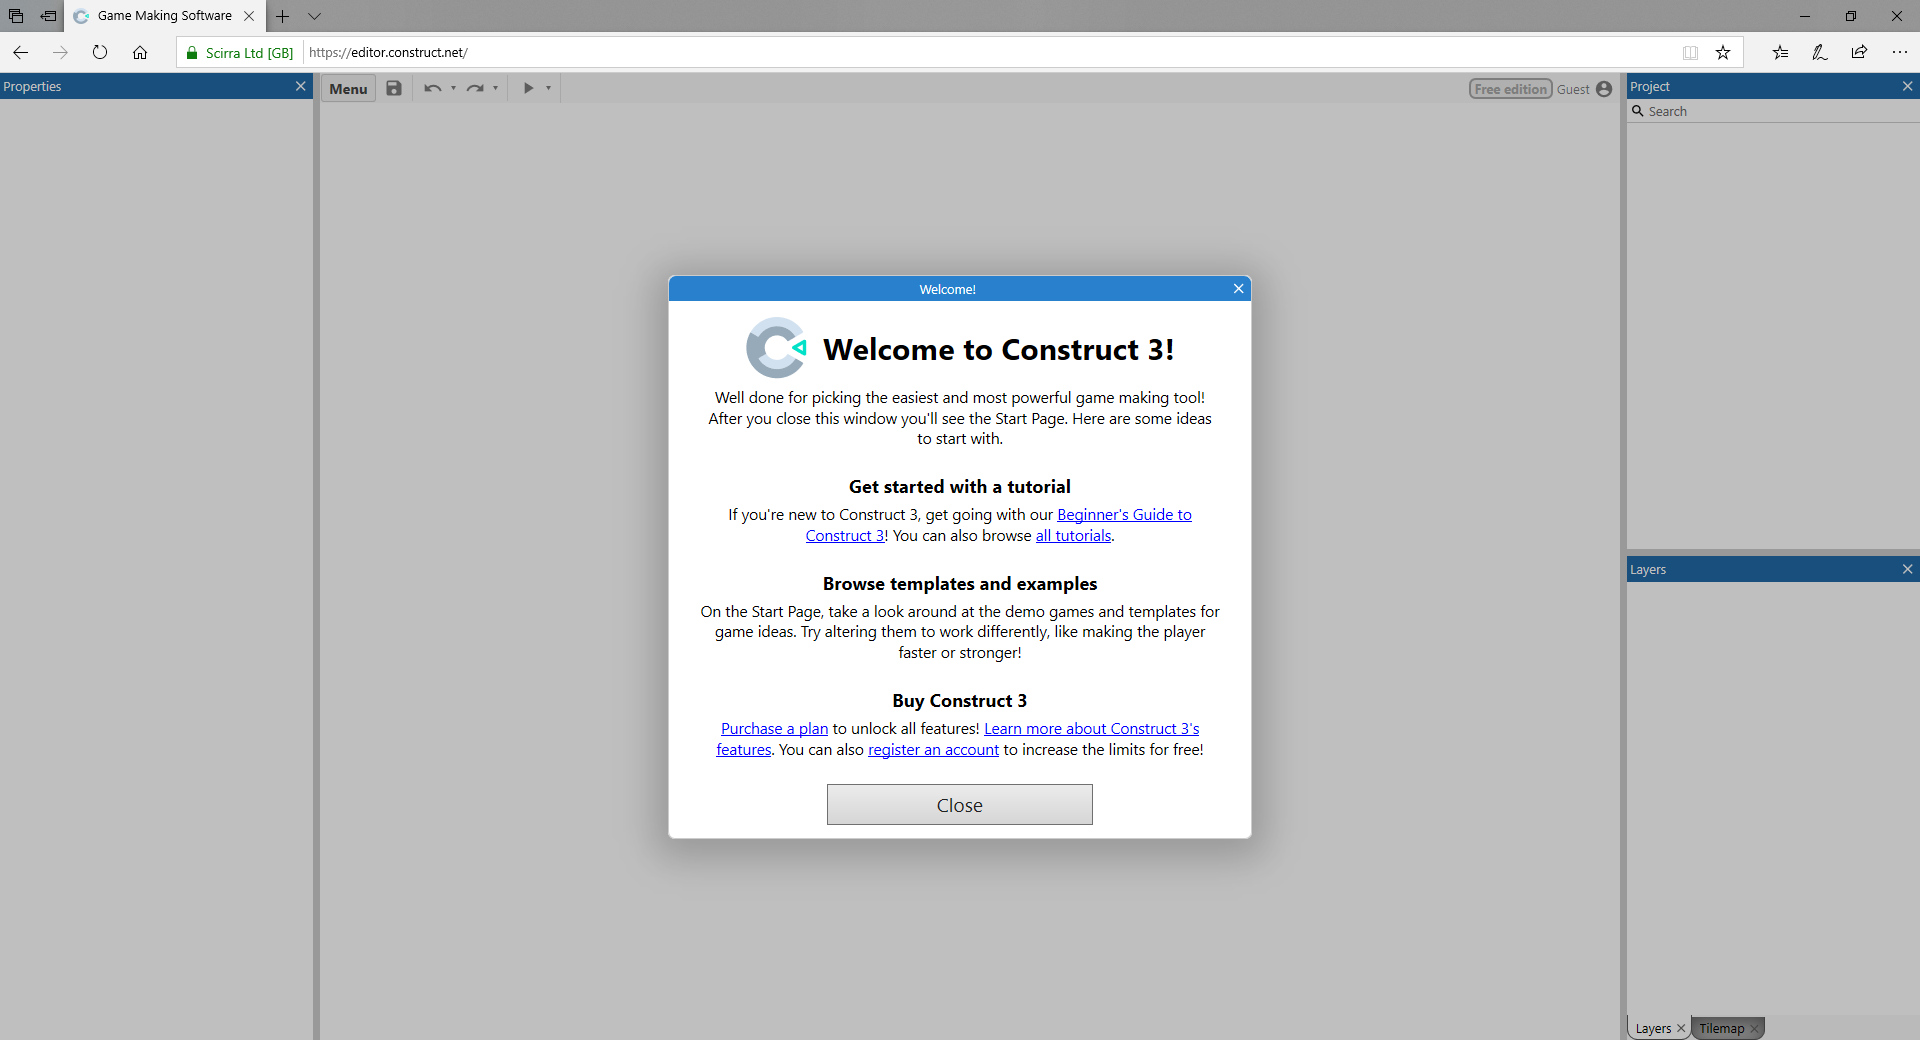 Game Making Software
Scirra Ltd [GB]
https://editor.construct.net/
Properties
Menu
Free edition
Guest
Project
Search
Welcome!
Welcome to Construct 3!
Well done for picking the easiest and most powerful game making tool!
After you close this window you'll see the Start Page. Here are some ideas
to start with.
Get started with a tutorial
If you're new to Construct 3, get going with our Beginner's Guide to
Construct 3! You can also browse all tutorials.
Browse templates and examples
On the Start Page, take a look around at the demo games and templates for
game ideas. Try altering them to work differently, like making the player
faster or stronger!
Buy Construct 3
Purchase a plan to unlock all features! Learn more about Construct 3's
features. You can also register an account to increase the limits for free!
Close
Layers
Layers
Tilemap